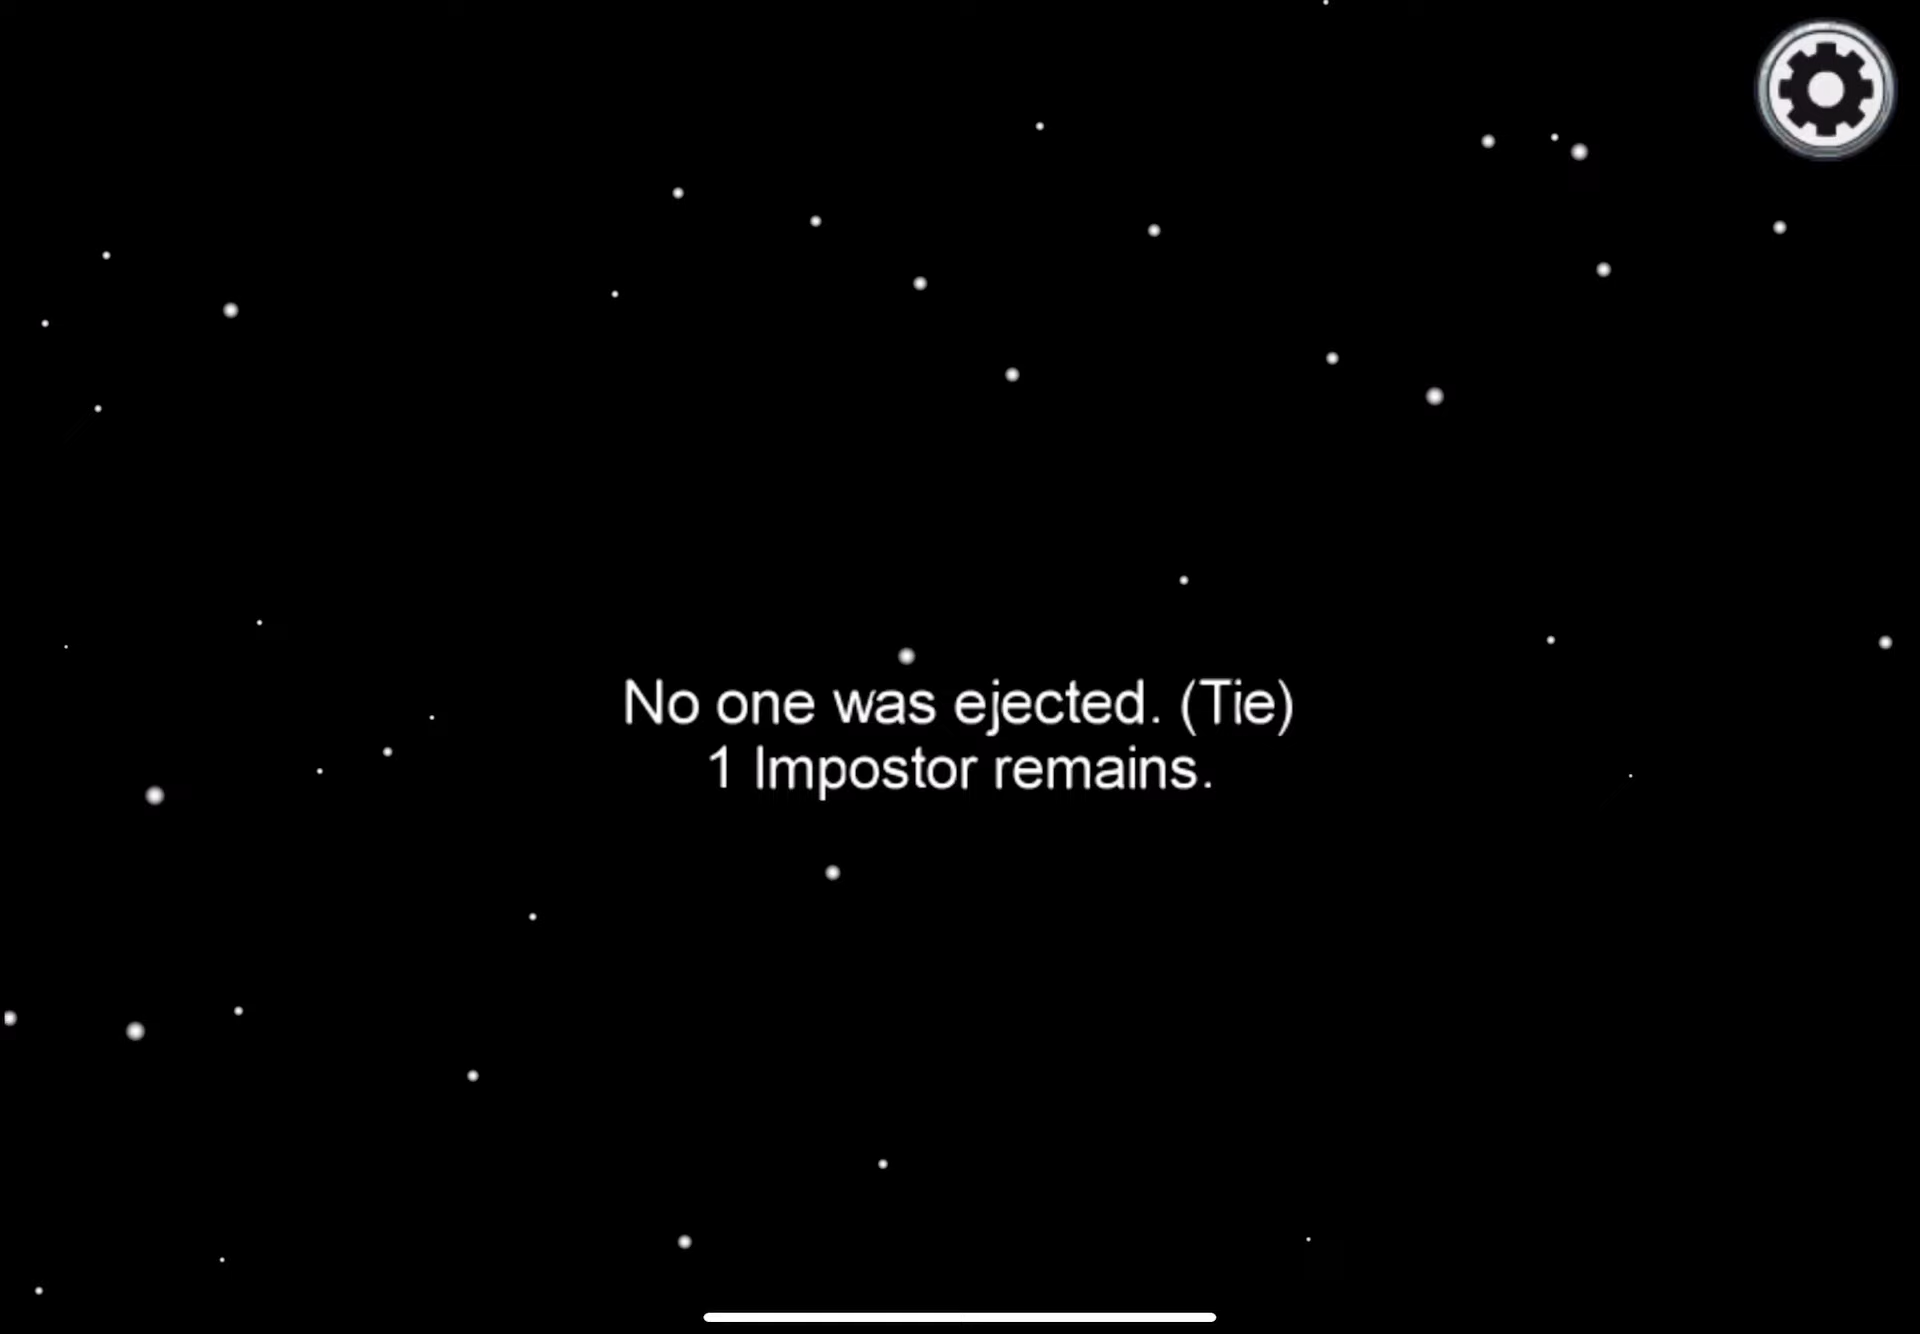 No one was ejected. (Tie)
1 Impostor remains.